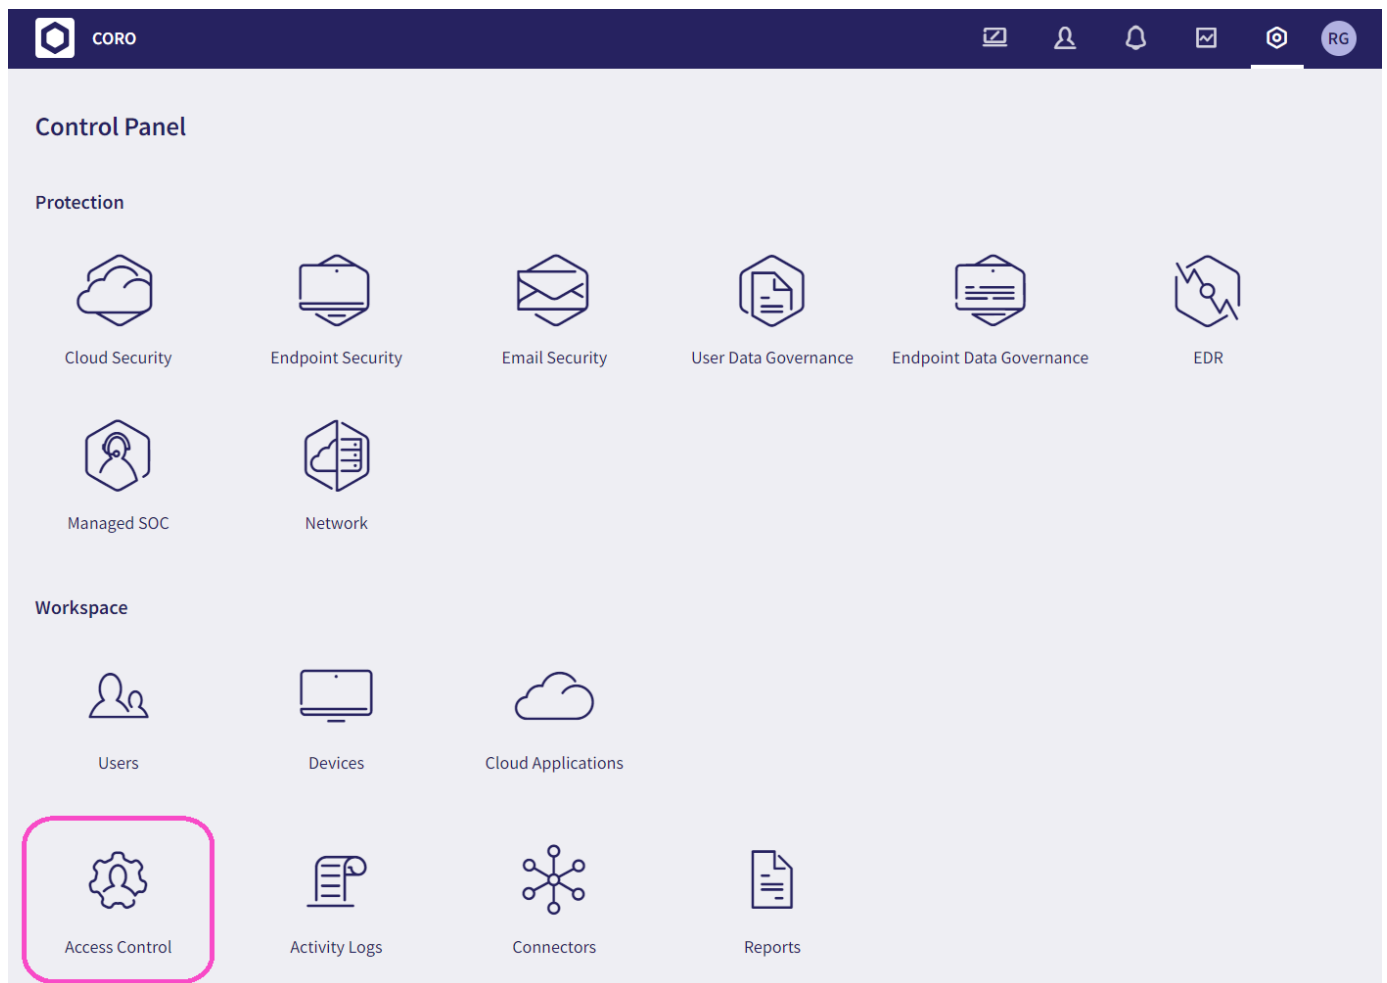 CORO
RG
Control Panel
Protection
Cloud Security
Endpoint Security
Email Security
User Data Governance
Endpoint Data Governance
EDR
Managed SOC
Network
Workspace
Users
Devices
Cloud Applications
Access Control
Activity Logs
Connectors
Reports